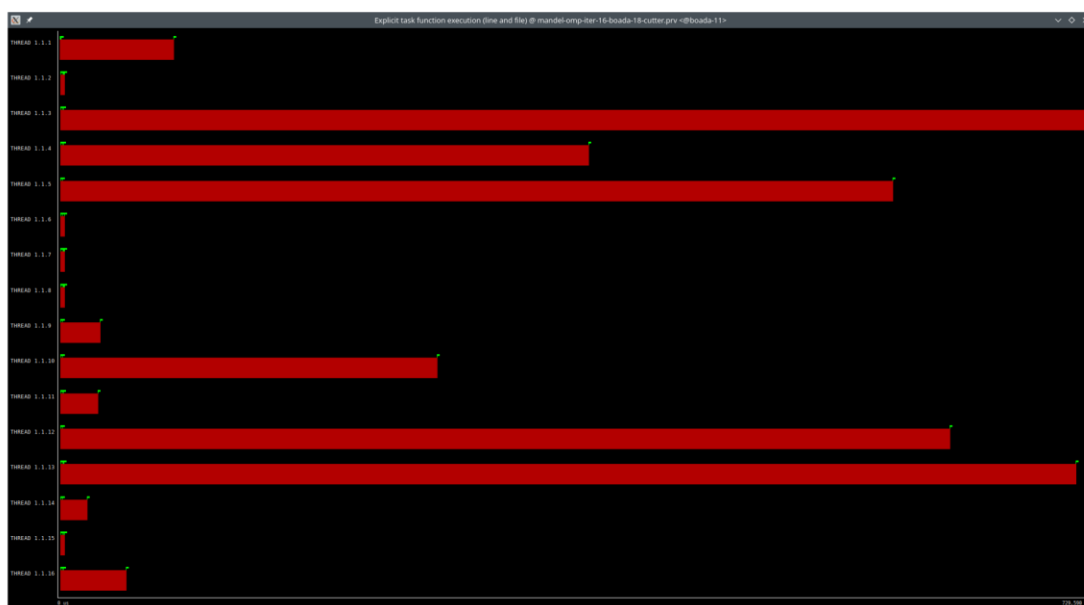 Explicit task function execution (line and file) @ mandel-omp-iter-16-boada-18-cutter.prv <@boada-11>
THREAD 1.1.1
THREAD 1.1.2
THREAD 1.1.3
THREAD 1.1.4
THREAD 1.1.5
THREAD 1.1.6
THREAD 1.1.7
THREAD 1.1.8
THREAD 1.1.9
THREAD 1.1.10
THREAD 1.1.11
THREAD 1.1.12
THREAD 1.1.13
THREAD 1.1.14
THREAD 1.1.15
THREAD 1.1.16
0 us